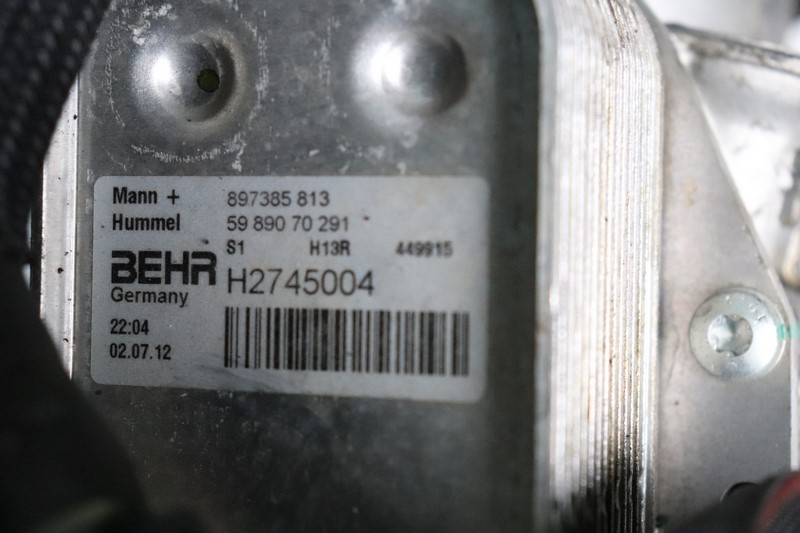 Mann + 897385 813
Hummel 59 890 70 291
S1 H13R 449915
BEHR H2745004
Germany
22:04
02.07.12